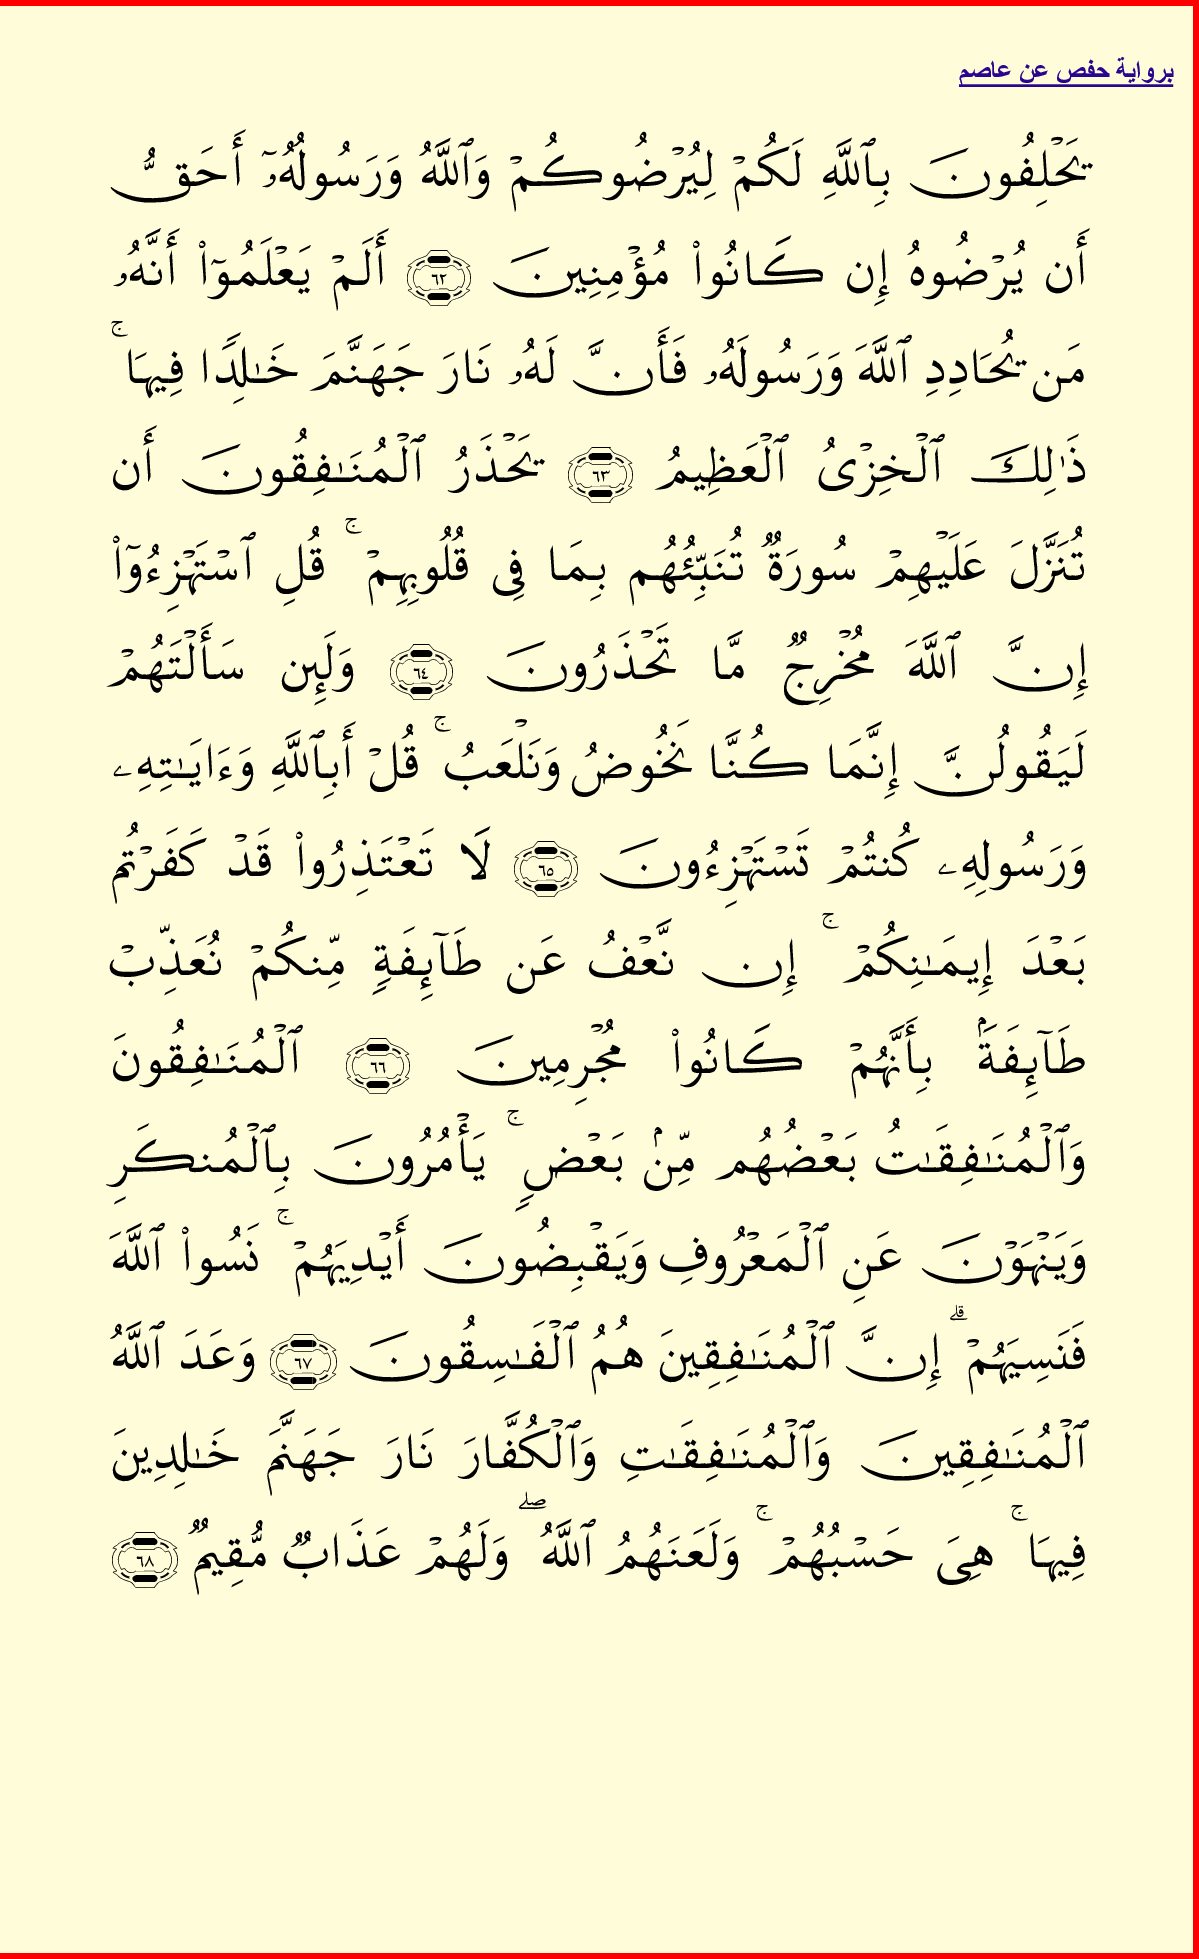 برواية حفص عن عاصم
يَحۡلِفُونَ بِٱللَّهِ لَكُمۡ لِيُرۡضُوكُمۡ وَٱللَّهُ وَرَسُولُهُۥٓ أَحَقُّ
أَن يُرۡضُوهُ إِن كَانُواْ مُؤۡمِنِينَ ٦٢ أَلَمۡ يَعۡلَمُوٓاْ أَنَّهُۥ
مَن يُحَادِدِ ٱللَّهَ وَرَسُولَهُۥ فَأَنَّ لَهُۥ نَارَ جَهَنَّمَ خَٰلِدٗا فِيهَاۚ
ذَٰلِكَ ٱلۡخِزۡيُ ٱلۡعَظِيمُ ٦٣ يَحۡذَرُ ٱلۡمُنَٰفِقُونَ أَن
تُنَزَّلَ عَلَيۡهِمۡ سُورَةٞ تُنَبِّئُهُم بِمَا فِي قُلُوبِهِمۡۚ قُلِ ٱسۡتَهۡزِءُوٓاْ
إِنَّ ٱللَّهَ مُخۡرِجٞ مَّا تَحۡذَرُونَ ٦٤ وَلَئِن سَأَلۡتَهُمۡ
لَيَقُولُنَّ إِنَّمَا كُنَّا نَخُوضُ وَنَلۡعَبُۚ قُلۡ أَبِٱللَّهِ وَءَايَٰتِهِۦ
وَرَسُولِهِۦ كُنتُمۡ تَسۡتَهۡزِءُونَ ٦٥ لَا تَعۡتَذِرُواْ قَدۡ كَفَرۡتُم
بَعۡدَ إِيمَٰنِكُمۡۚ إِن نَّعۡفُ عَن طَآئِفَةٖ مِّنكُمۡ نُعَذِّبۡ
طَآئِفَةَۢ بِأَنَّهُمۡ كَانُواْ مُجۡرِمِينَ ٦٦ ٱلۡمُنَٰفِقُونَ
وَٱلۡمُنَٰفِقَٰتُ بَعۡضُهُم مِّنۢ بَعۡضٖۚ يَأۡمُرُونَ بِٱلۡمُنكَرِ
وَيَنۡهَوۡنَ عَنِ ٱلۡمَعۡرُوفِ وَيَقۡبِضُونَ أَيۡدِيَهُمۡۚ نَسُواْ ٱللَّهَ
فَنَسِيَهُمۡۗ إِنَّ ٱلۡمُنَٰفِقِينَ هُمُ ٱلۡفَٰسِقُونَ ٦٧ وَعَدَ ٱللَّهُ
ٱلۡمُنَٰفِقِينَ وَٱلۡمُنَٰفِقَٰتِ وَٱلۡكُفَّارَ نَارَ جَهَنَّمَ خَٰلِدِينَ
فِيهَاۚ هِيَ حَسۡبُهُمۡۚ وَلَعَنَهُمُ ٱللَّهُۖ وَلَهُمۡ عَذَابٞ مُّقِيمٞ ٦٨